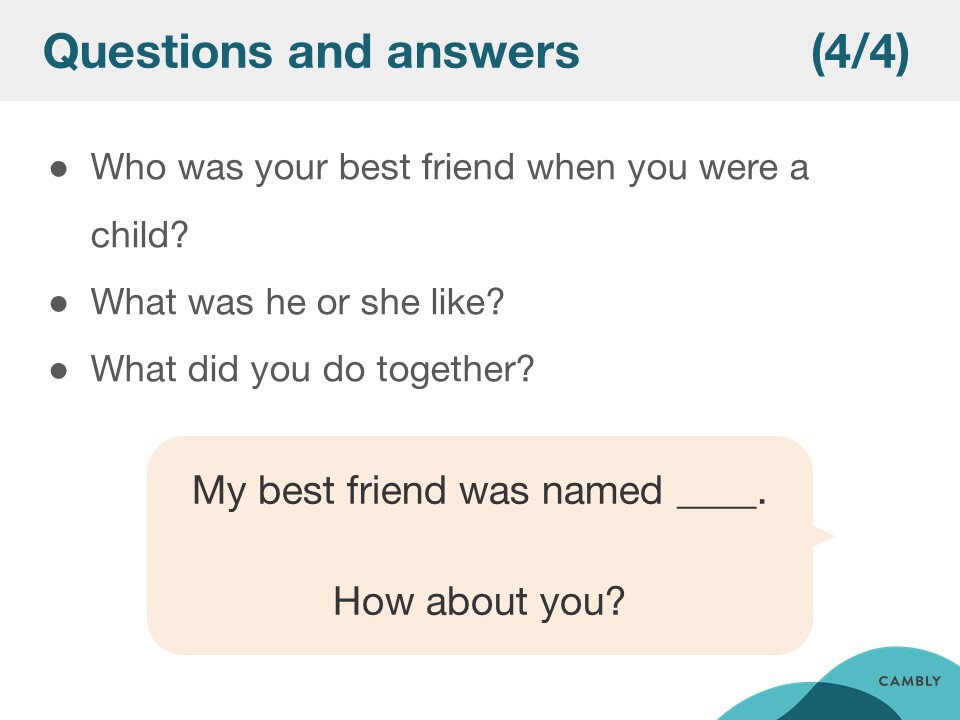 Questions and answers (4/4)
● Who was your best friend when you were a
child?
● What was he or she like?
● What did you do together?
My best friend was named ____.
How about you?
CAMBLY